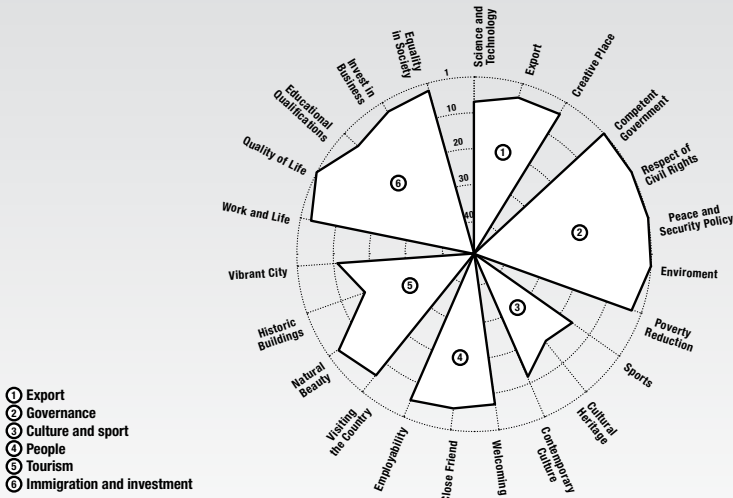 Science and
Technology
Export
Creative Place
Competent
Government
Respect of
Civil Rights
Peace and
Security Policy
Enviroment
Poverty
Reduction
Sports
Cultural
Heritage
Contemporary
Culture
Welcoming
Close Friend
Employability
Visiting
the Country
Natural
Beauty
Historic
Buildings
Vibrant City
Work and Life
Quality of Life
Educational
Qualifications
Invest in
Business
Equality
in Society
1
10
20
30
40
1
2
3
4
5
6
1 Export
2 Governance
3 Culture and sport
4 People
5 Tourism
6 Immigration and investment